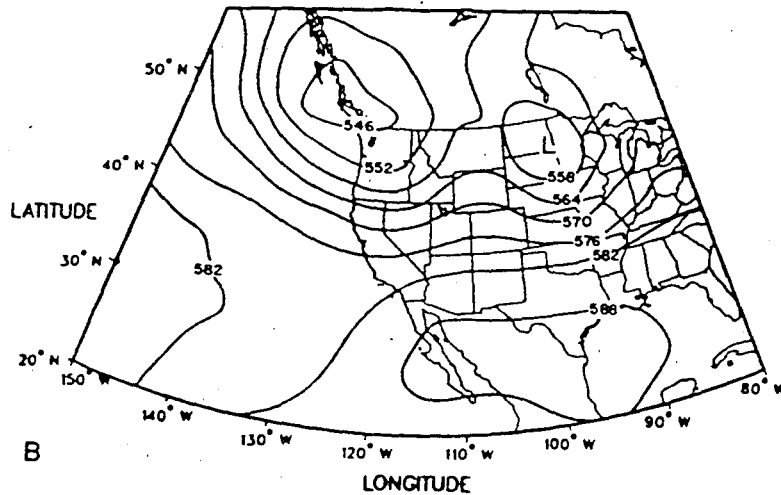 50° N
546
L
552
558
40° N
564
LATITUDE
570
576
582
582
30° N
588
20° N
150° W
80° W
140° W
90° W
130° W
100° W
120° W
110° W
B
LONGITUDE